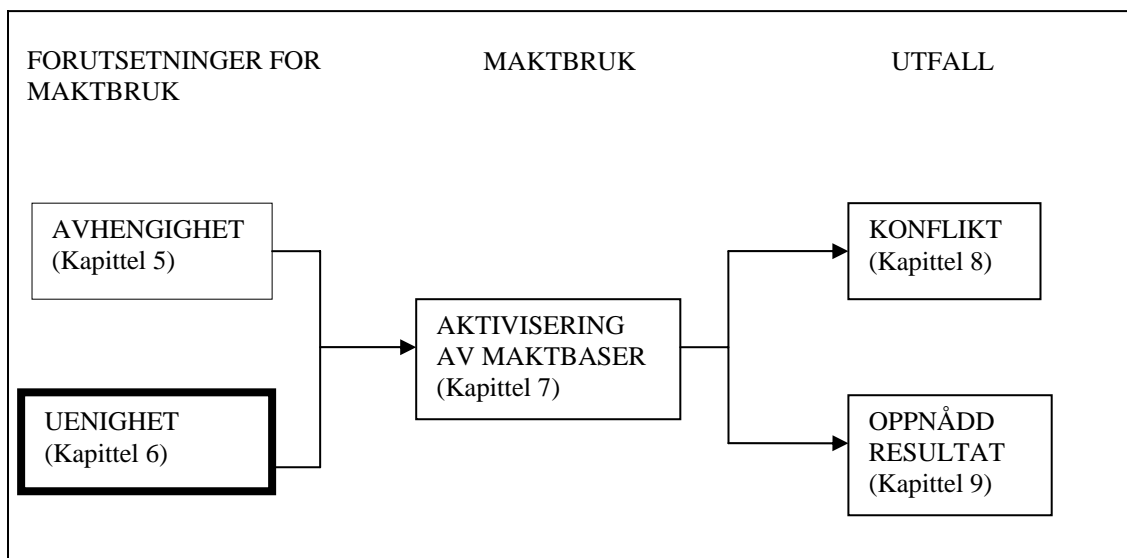 FORUTSETNINGER FOR
MAKTBRUK
MAKTBRUK
UTFALL
AVHENGIGHET
(Kapittel 5)
UENIGHET
(Kapittel 6)
AKTIVISERING
AV MAKTBASER
(Kapittel 7)
KONFLIKT
(Kapittel 8)
OPPNÅDD
RESULTAT
(Kapittel 9)